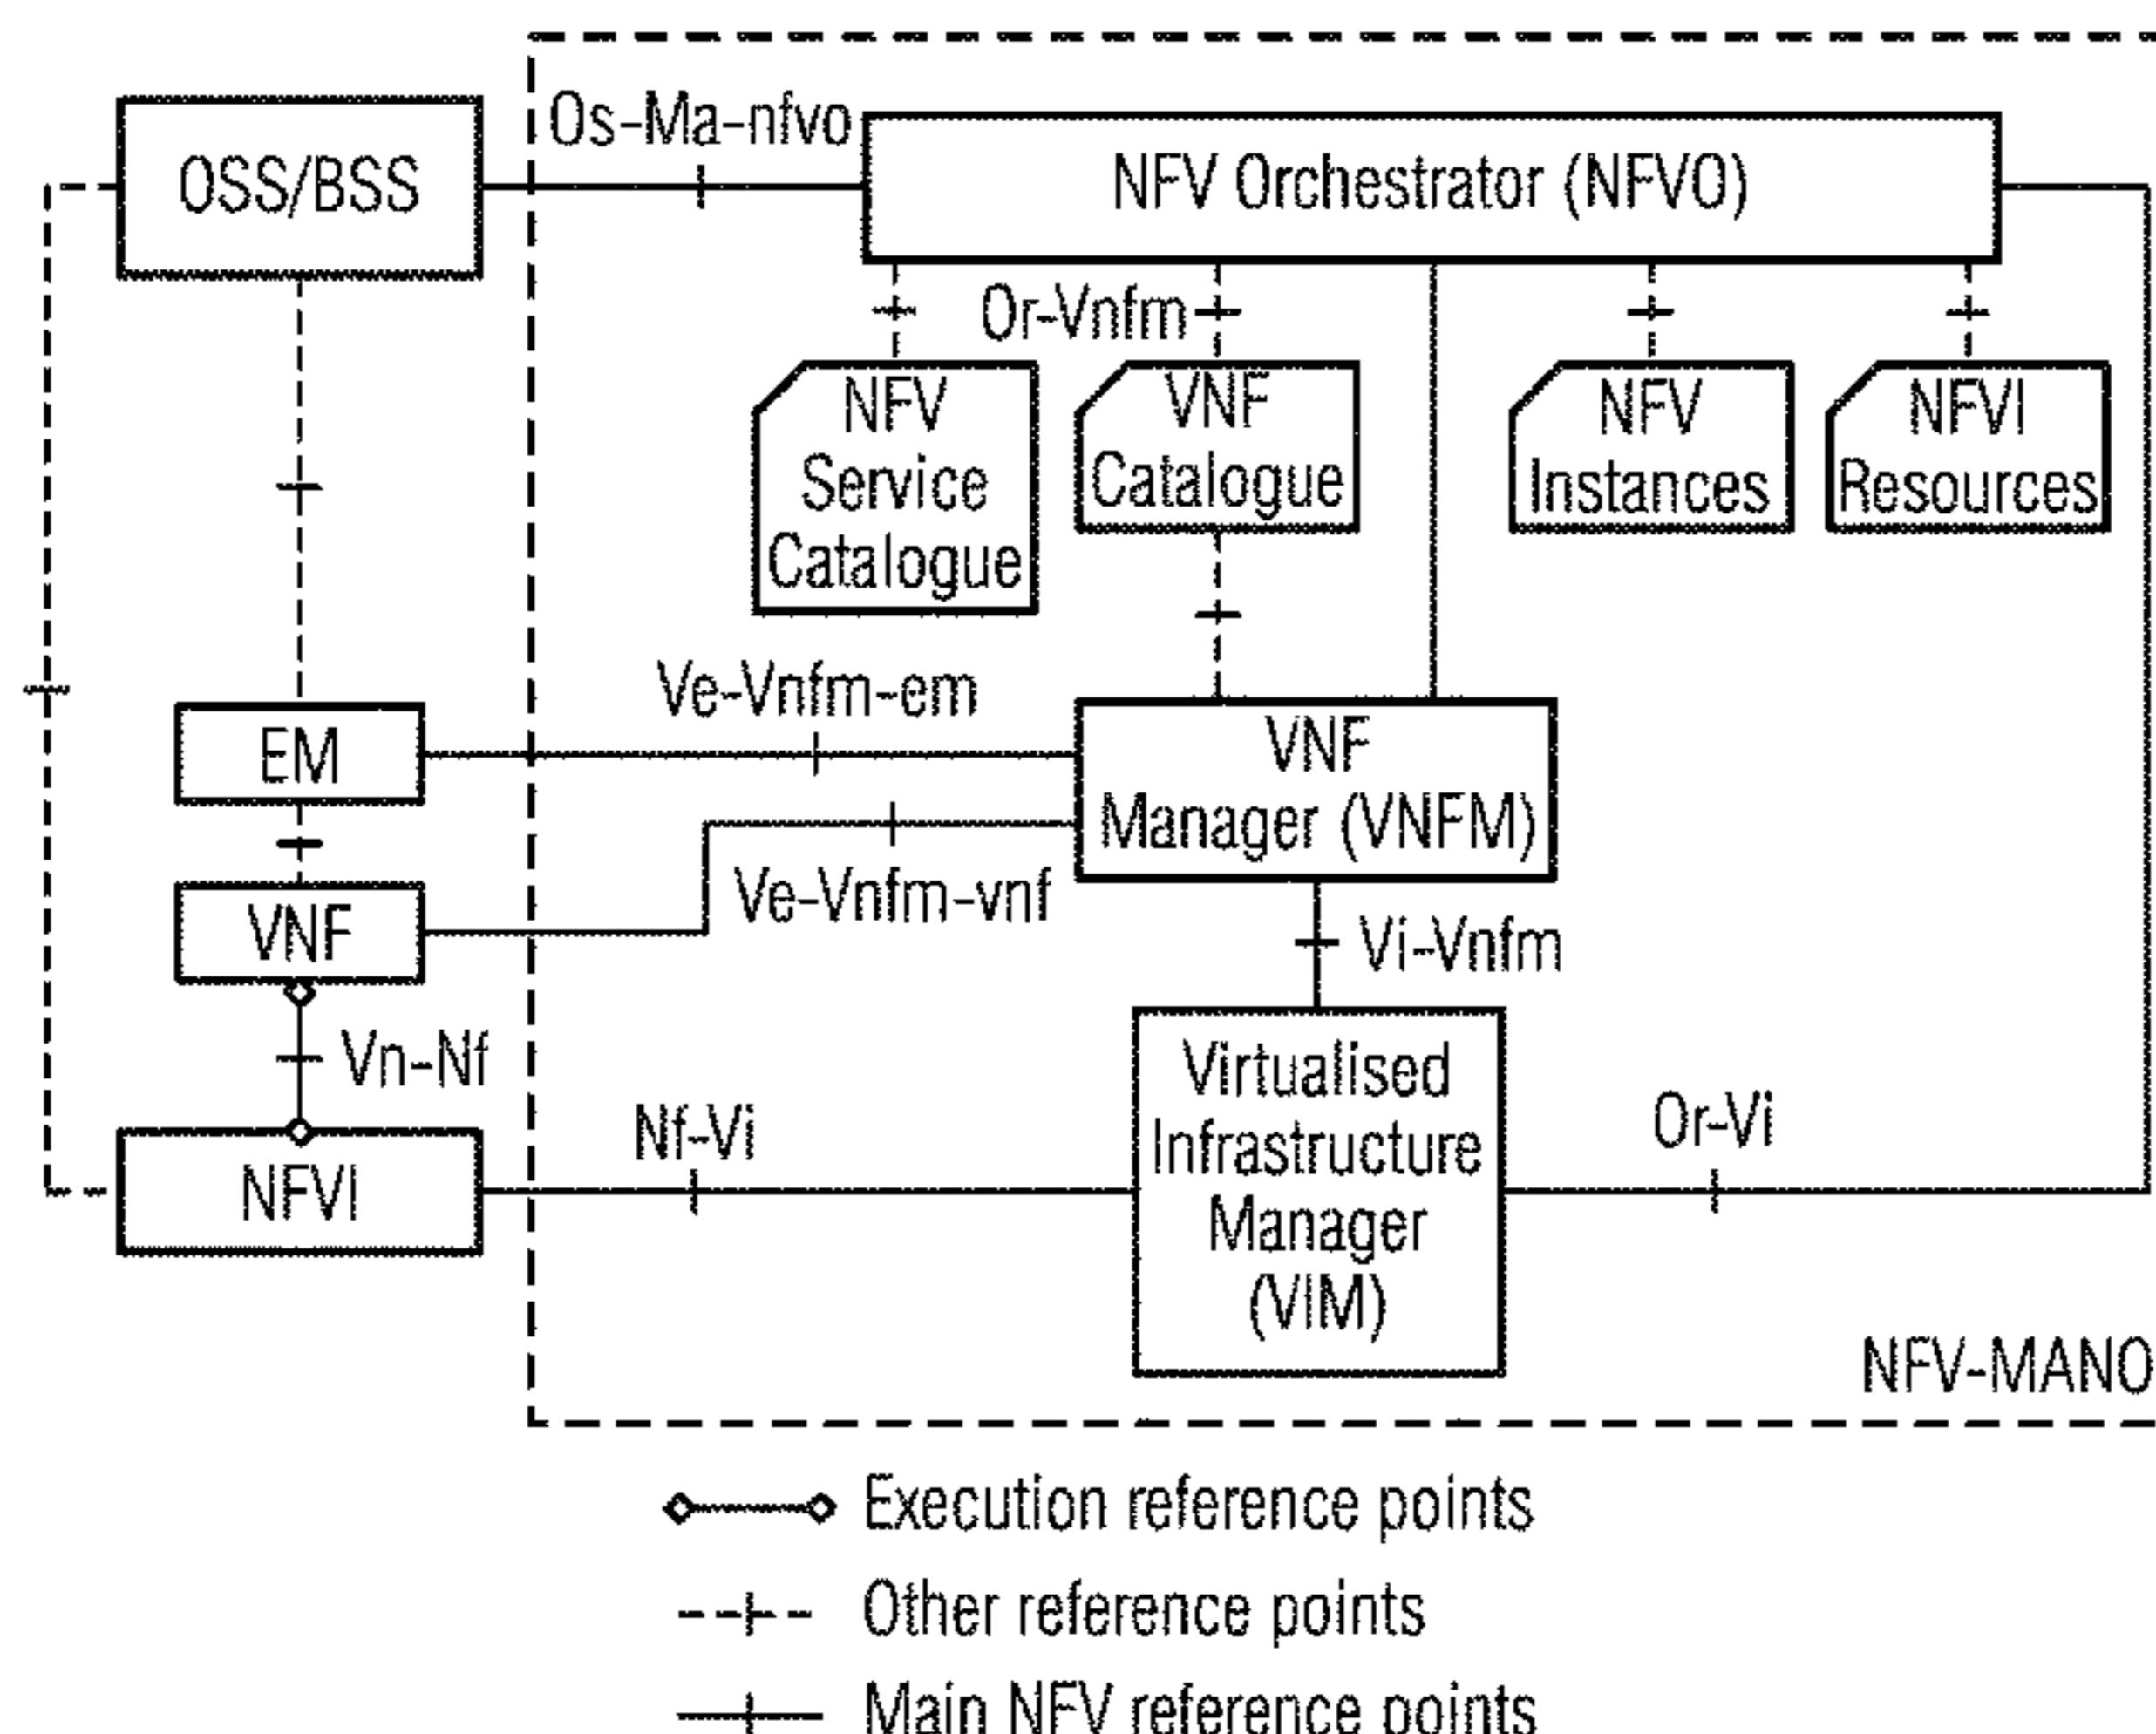 Os-Ma-nfvo
OSS/BSS
NFV Orchestrator (NFVO)
Or-Vnfm
NFV
Service
Catalogue
VNF
Catalogue
NFV
Instances
NFVI
Resources
Ve-Vnfm-em
EM
VNF
Manager (VNFM)
Ve-Vnfm-vnf
VNF
Vi-Vnfm
Vn-Nf
Nf-Vi
Virtualised
Infrastructure
Manager
(VIM)
Or-Vi
NFVI
NFV-MANO
Execution reference points
Other reference points
Main NFV reference points